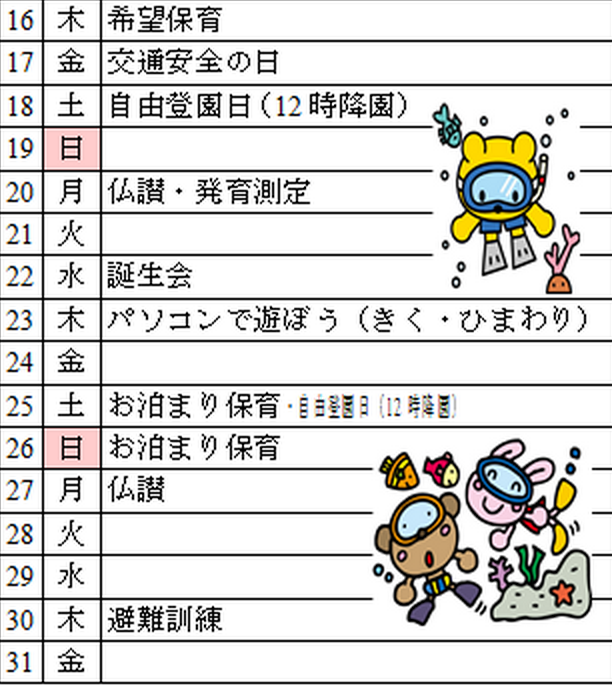 16 木 希望保育
17 金 交通安全の日
18 土 自由登園日(12時降園)
19 日
20 月 仏讃・発育測定
21 火
22 水 誕生会
23 木 パソコンで遊ぼう(きく・ひまわり)
24 金
25 土 お泊まり保育・自由登園日(12時降園)
26 日 お泊まり保育
27 月 仏讃
28 火
29 水
30 木 避難訓練
31 金